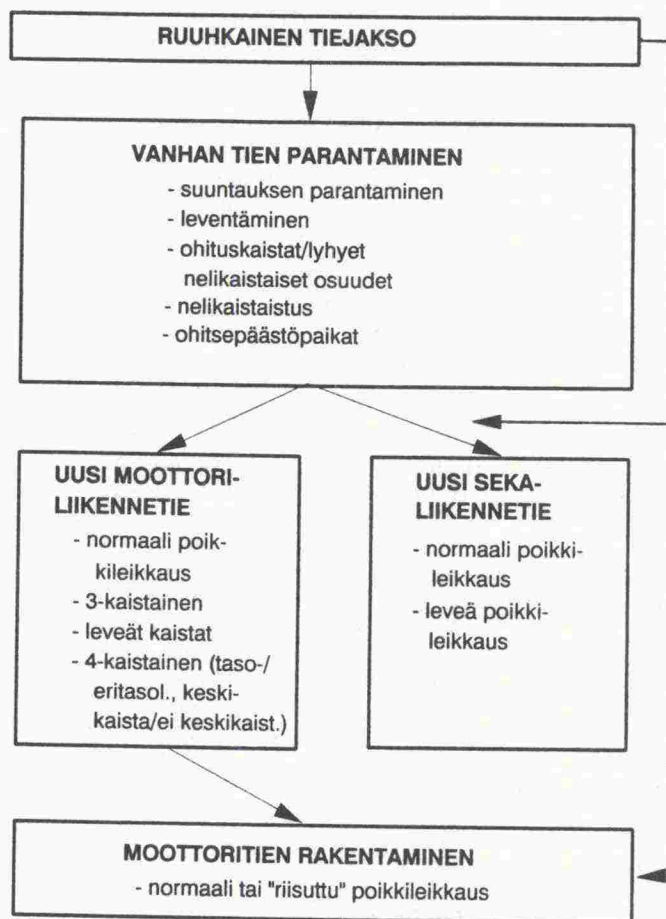 RUUHKAINEN TIEJAKSO
VANHAN TIEN PARANTAMINEN
- suuntauksen parantaminen
- leventäminen
- ohituskaistat/lyhyet
nelikaistaiset osuudet
- nelikaistaistus
- ohitsepäästöpaikat
UUSI MOOTTORI-
LIIKENNETIE
- normaali poik-
kileikkaus
- 3-kaistainen
- leveät kaistat
- 4-kaistainen (taso-/
eritasol., keski-
kaista/ei keskikaist.)
UUSI SEKA-
LIIKENNETIE
- normaali poikki-
leikkaus
- leveä poikki-
leikkaus
MOOTTORITIEN RAKENTAMINEN
- normaali tai "riisuttu" poikkileikkaus